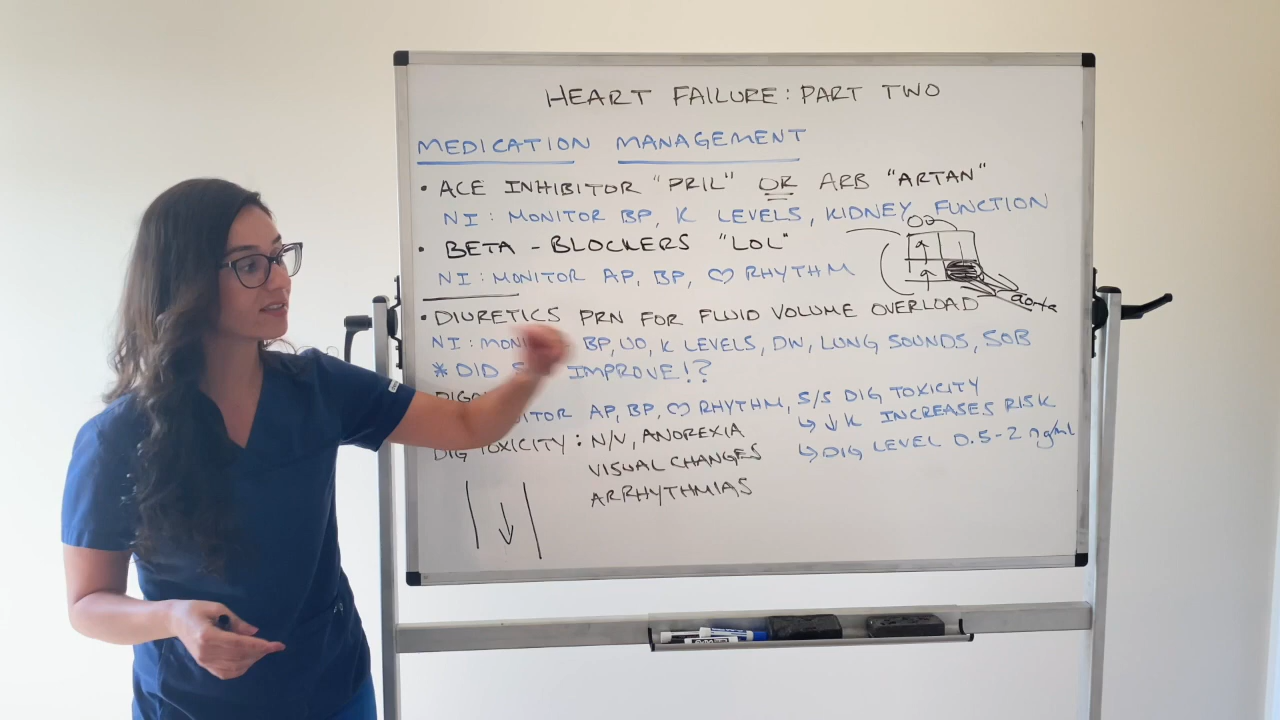 HEART FAILURE: PART TWO
MEDICATION MANAGEMENT
• ACE INHIBITOR "PRIL" OR ARB "ARTAN"
NI: MONITOR BP, K LEVELS, KIDNEY FUNCTION
• BETA-BLOCKERS "LOL"
NI: MONITOR AP, BP, ♡ RHYTHM
O2
aorta
• DIURETICS PRN FOR FLUID VOLUME OVERLOAD
NI: BP, UO, K LEVELS, DW, LUNG SOUNDS, SOB
* DID IMPROVE!?
AP, BP, ♡ RHYTHM, S/S DIG TOXICITY
↳ ↓K INCREASES RISK
↳ DIG LEVEL 0.5-2 ng/ml
DIG TOXICITY: N/V, ANOREXIA
VISUAL CHANGES
ARRHYTHMIAS